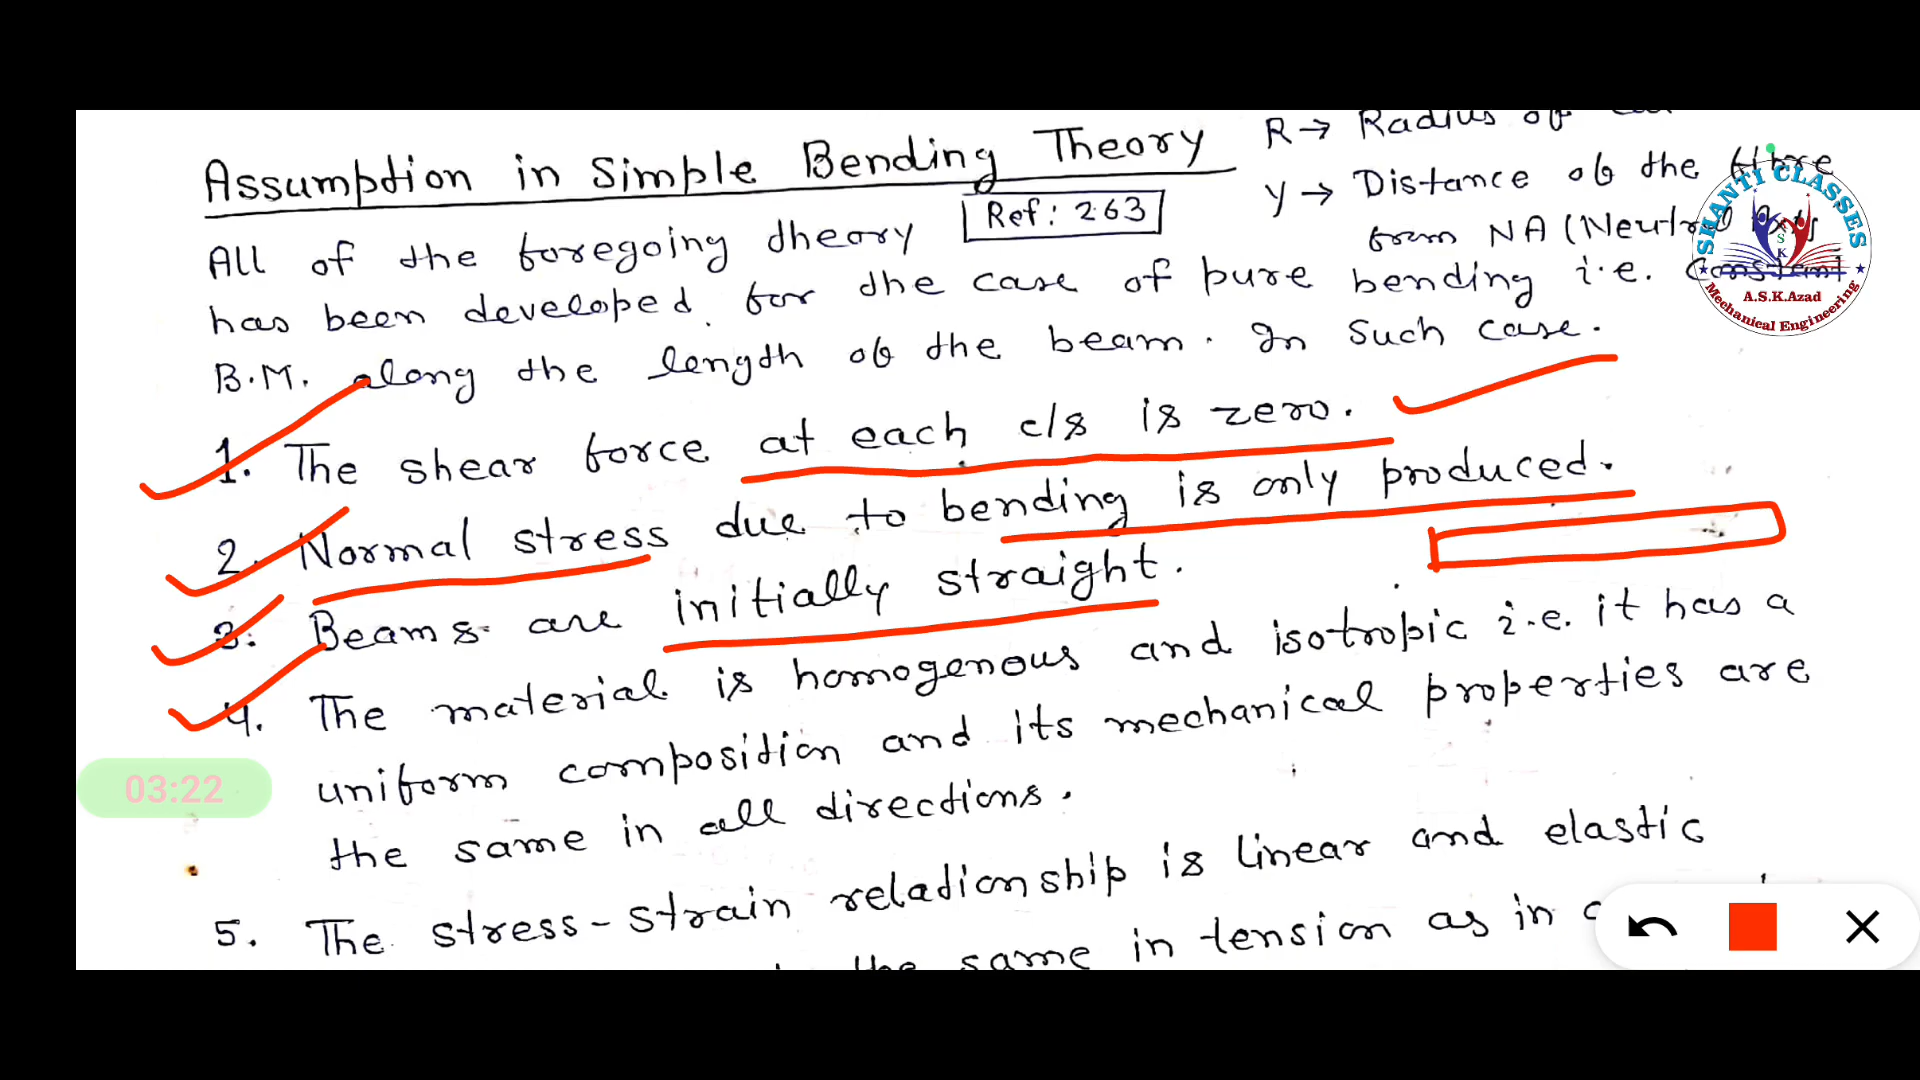 Assumption in Simple Bending Theory
Ref: 263
R → Radius of
y → Distance of the fibre
from NA (Neutral Axis
All of the foregoing theory
has been developed for the case of pure bending i.e. Constant
B.M. along the length of the beam. In Such case.
1. The shear force at each c/s is zero.
2. Normal stress due to bending is only produced.
3. Beams are initially straight.
4. The material is homogenous and isotropic i.e. it has a
uniform composition and its mechanical properties are
the same in all directions.
5. The stress-strain relationship is linear and elastic
the same in tension as in
SHANTI CLASSES
ASK
A.S.K.Azad
Mechanical Engineering
03:22